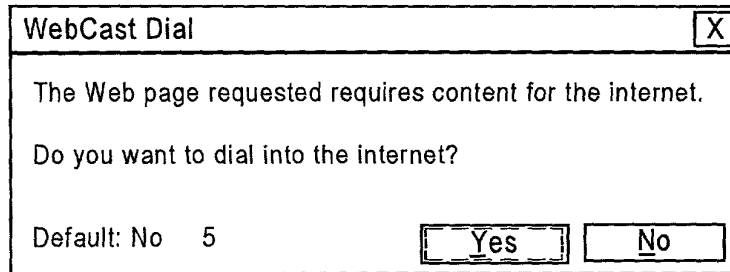 WebCast Dial X
The Web page requested requires content for the internet.
Do you want to dial into the internet?
Default: No 5 Yes No